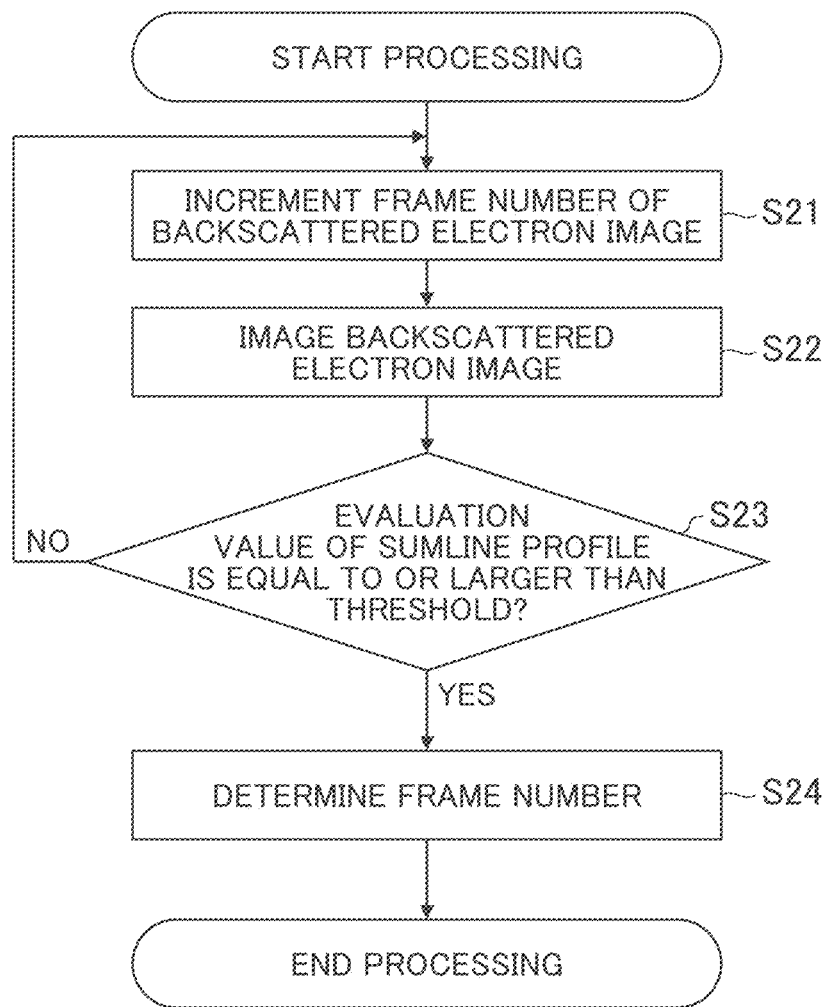 START PROCESSING
INCREMENT FRAME NUMBER OF
BACKSCATTERED ELECTRON IMAGE
S21
IMAGE BACKSCATTERED
ELECTRON IMAGE
S22
EVALUATION
VALUE OF SUMLINE PROFILE
IS EQUAL TO OR LARGER THAN
THRESHOLD?
S23
NO
YES
DETERMINE FRAME NUMBER
S24
END PROCESSING